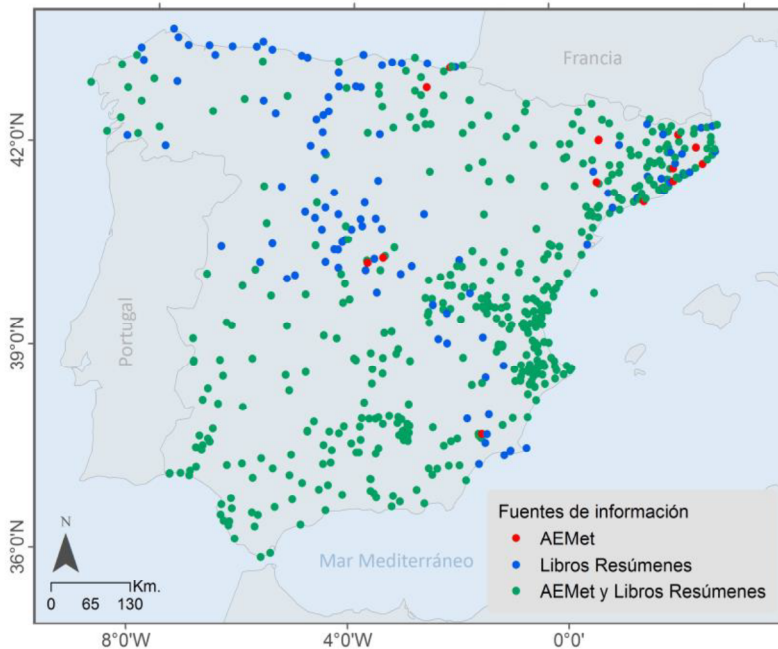 Francia
42°0'N
Portugal
39°0'N
Fuentes de información
AEMet
Libros Resúmenes
AEMet y Libros Resúmenes
36°0'N
N
Mar Mediterráneo
Km.
0 65 130
8°0'W 4°0'W 0°0'